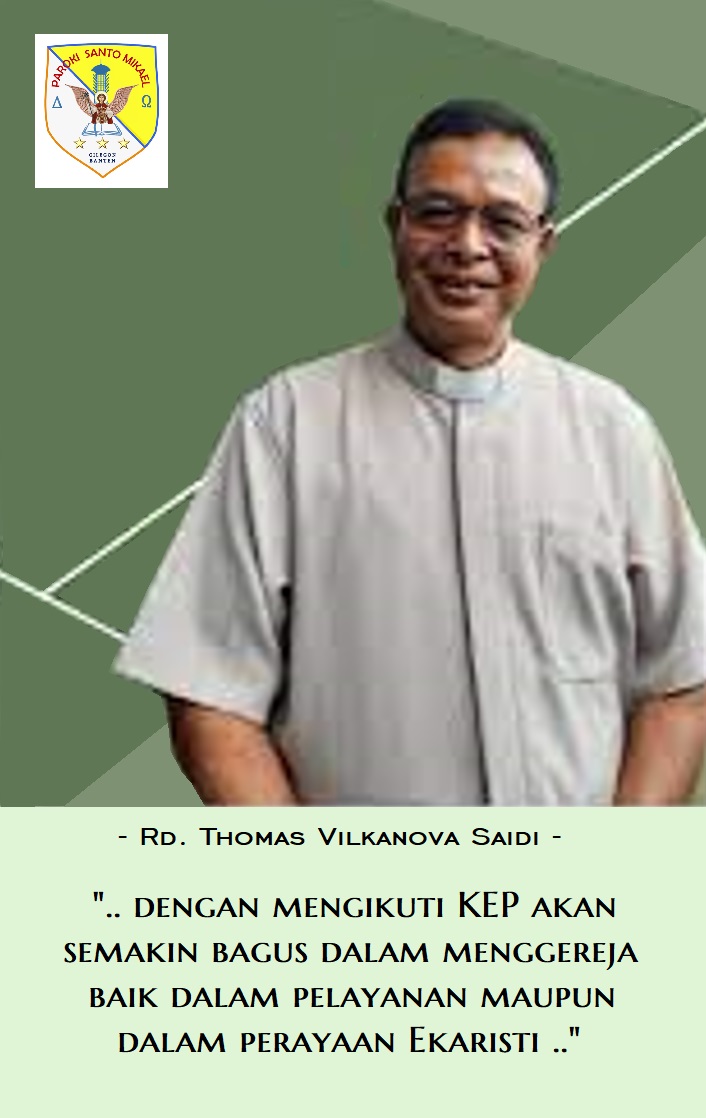 PAROKI SANTO MIKAEL
Δ Ω
CILEGON
BANTEN
- Rd. Thomas Vilkanova Saidi -
".. dengan mengikuti KEP akan
semakin bagus dalam menggereja
baik dalam pelayanan maupun
dalam perayaan Ekaristi .."